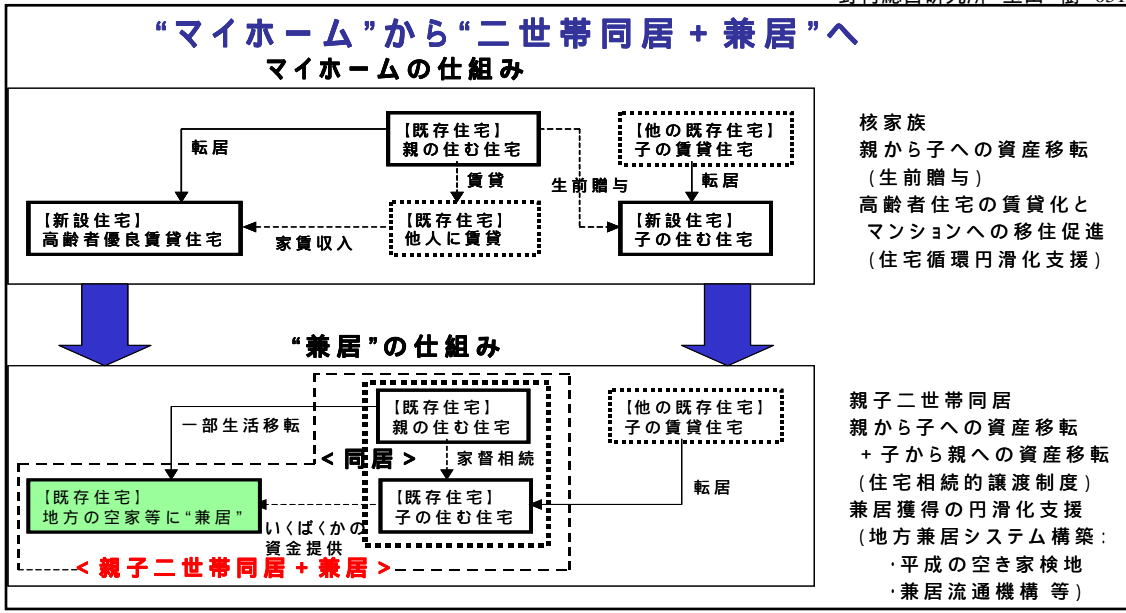 “マイホーム”から“二世帯同居+兼居”へ
マイホームの仕組み
【既存住宅】
親の住む住宅
【他の既存住宅】
子の賃貸住宅
転居
賃貸
生前贈与
転居
【新設住宅】
高齢者優良賃貸住宅
家賃収入
【既存住宅】
他人に賃貸
【新設住宅】
子の住む住宅
核家族
親から子への資産移転
(生前贈与)
高齢者住宅の賃貸化と
マンションへの移住促進
(住宅循環円滑化支援)
“兼居”の仕組み
【既存住宅】
親の住む住宅
【他の既存住宅】
子の賃貸住宅
一部生活移転
<同居>
家督相続
転居
【既存住宅】
地方の空家等に“兼居”
【既存住宅】
子の住む住宅
いくばくかの
資金提供
<親子二世帯同居+兼居>
親子二世帯同居
親から子への資産移転
+子から親への資産移転
(住宅相続的譲渡制度)
兼居獲得の円滑化支援
(地方兼居システム構築:
・平成の空き家検地
・兼居流通機構 等)